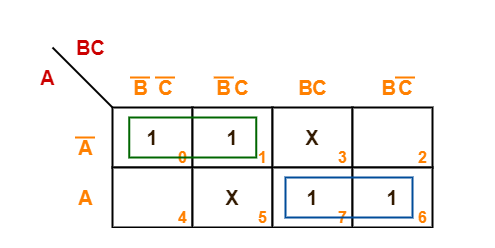 BC
A
B̅ C̅ B̅ C BC B C̅
A̅ 1 0 1 1 X 3 2
A 4 X 5 1 7 1 6